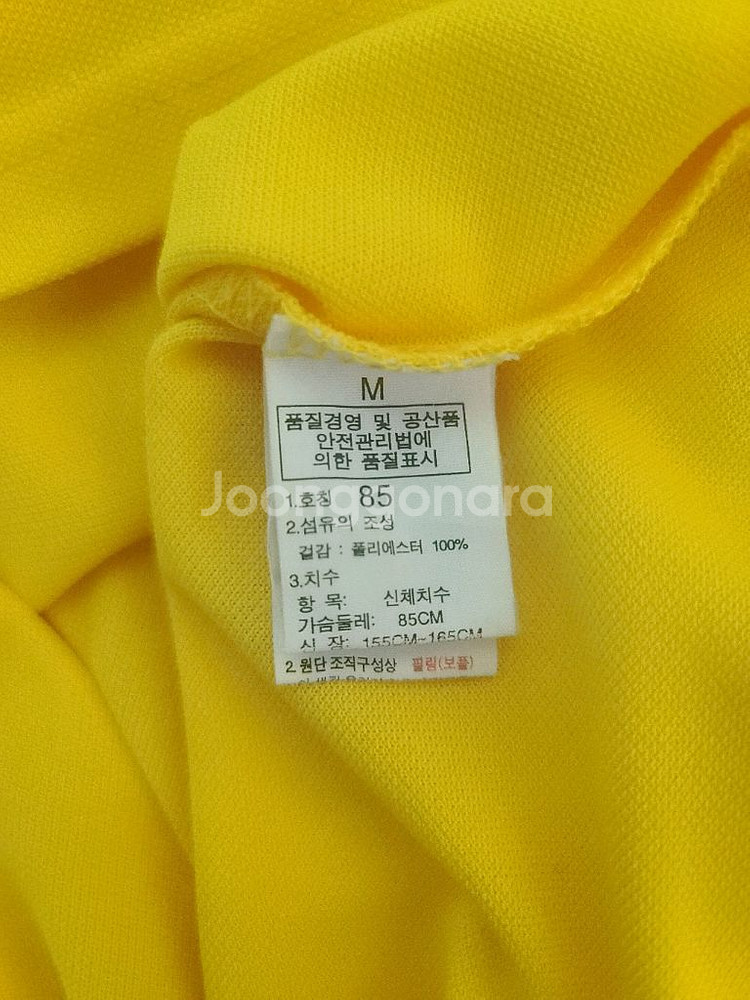 M
품질경영 및 공산품
안전관리법에
의한 품질표시
1.호칭 85
2.섬유의 조성
겉감 : 폴리에스터 100%
3.치수
항 목: 신체치수
가슴둘레: 85CM
신 장: 155CM~165CM
2.원단 조직구성상 필링(보플)
Joongonara